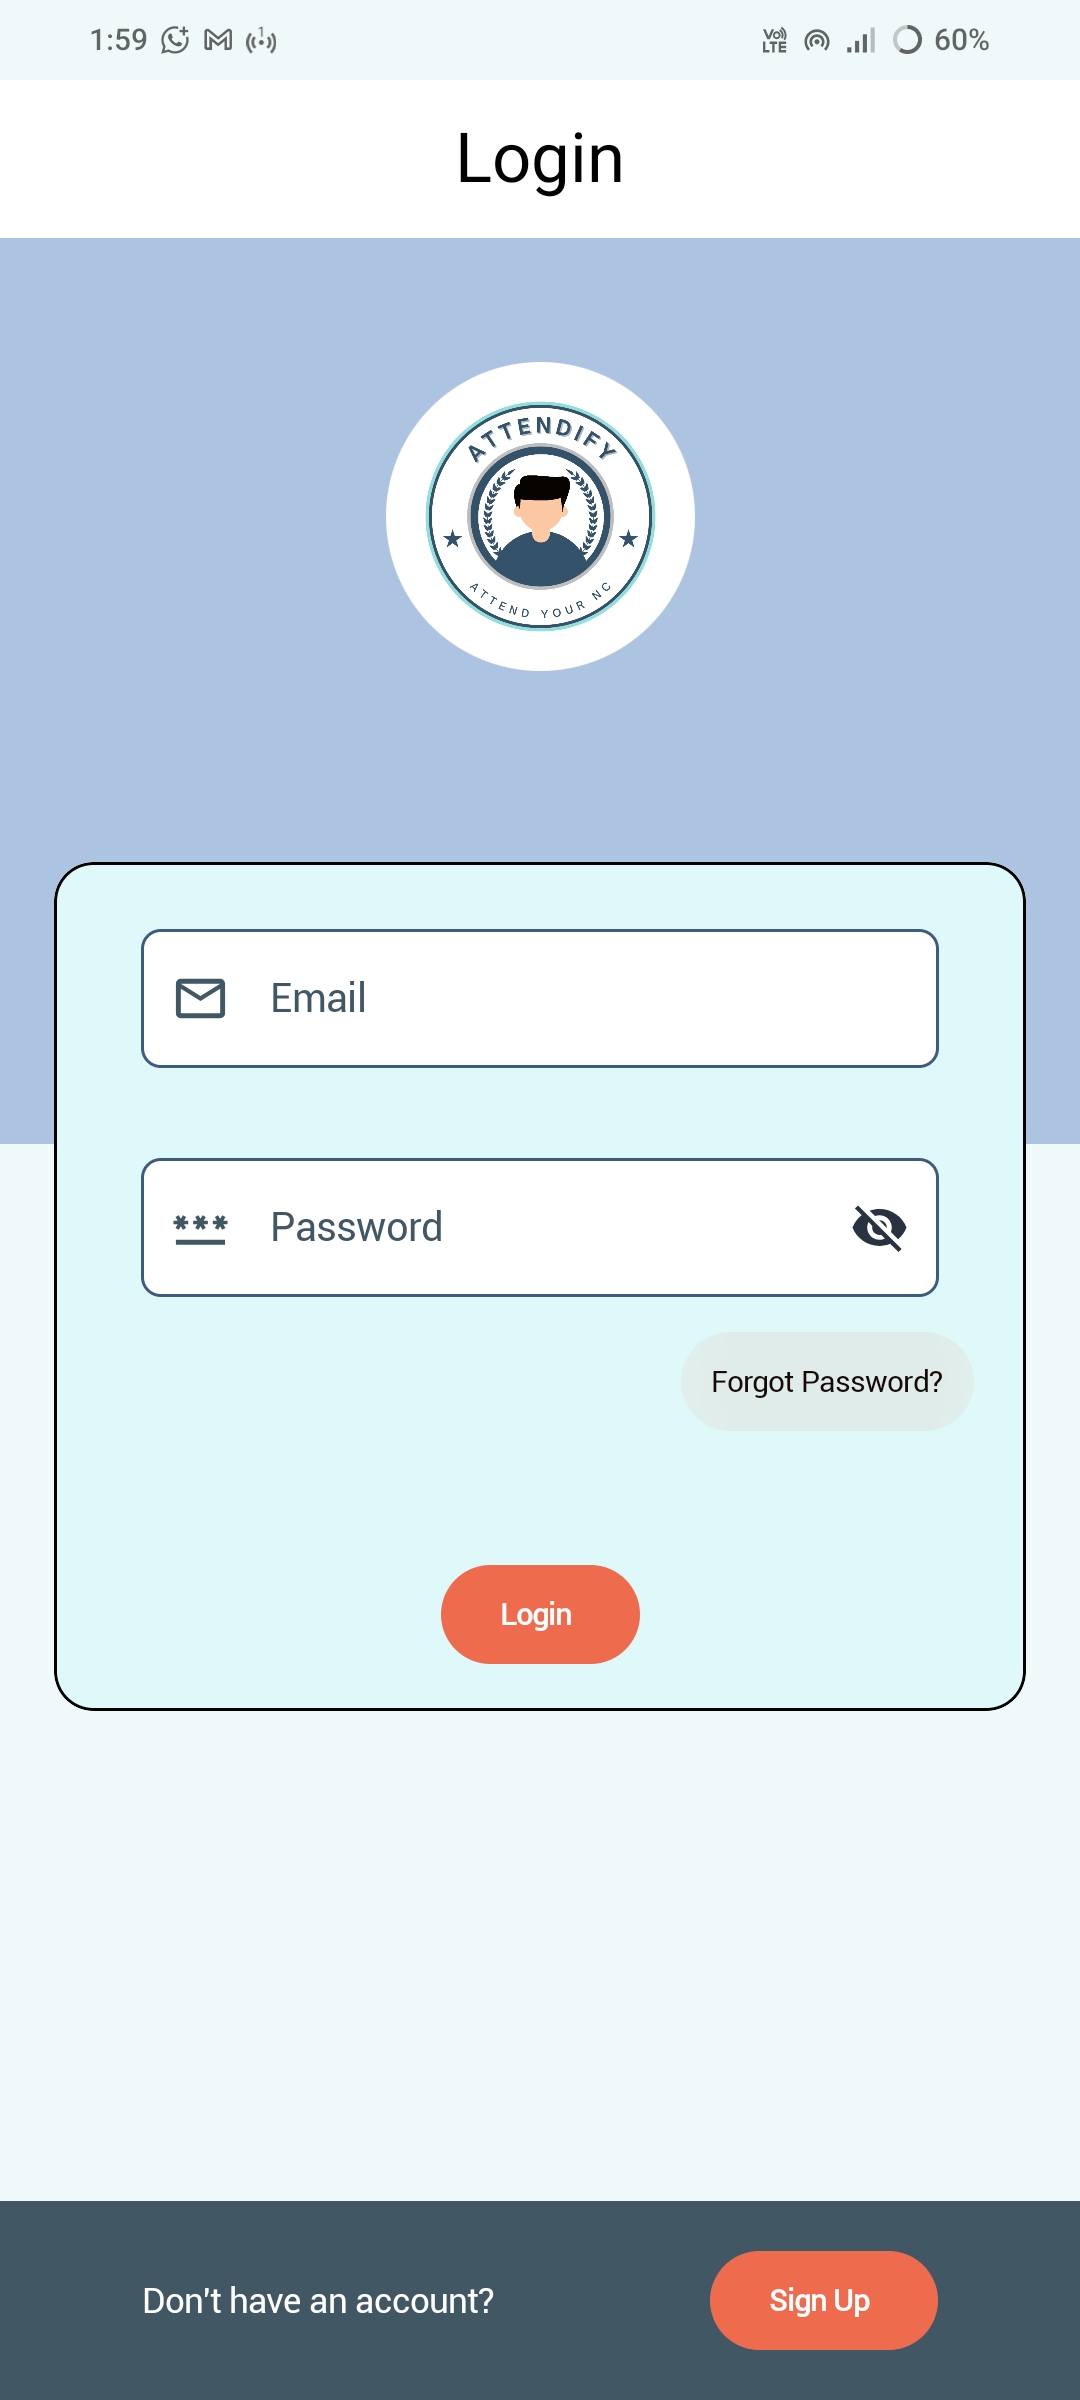 1:59
Vo)) LTE
60%
Login
ATTENDIFY
ATTEND YOUR NC
Email
Password
Forgot Password?
Login
Don't have an account?
Sign Up